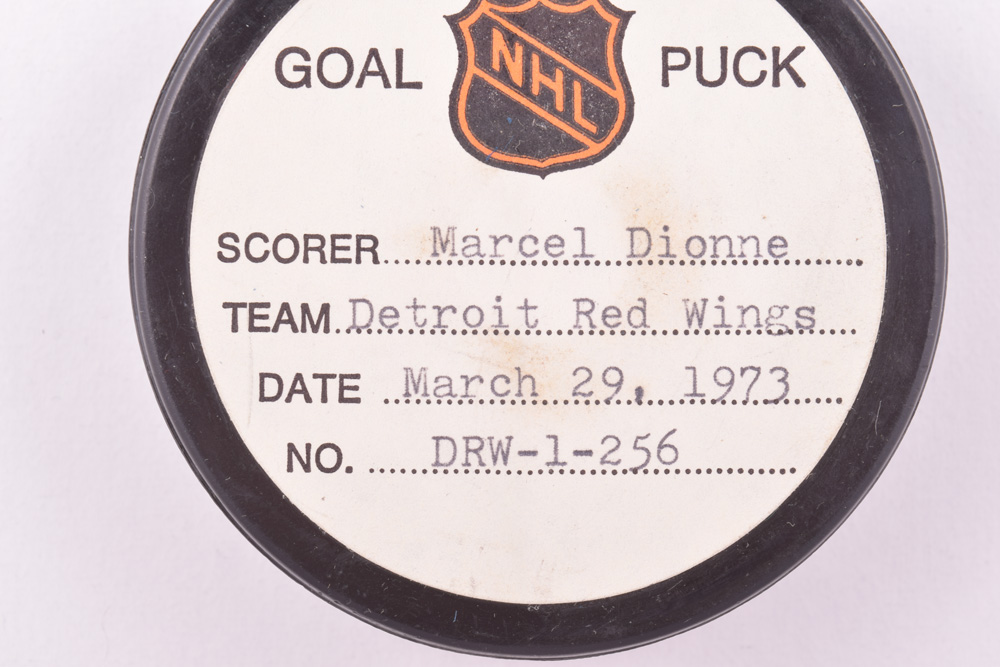 GOAL NHL PUCK
SCORER.... Marcel Dionne
TEAM.. Detroit Red Wings
DATE .. March 29, 1973
NO. .... DRW-1-256